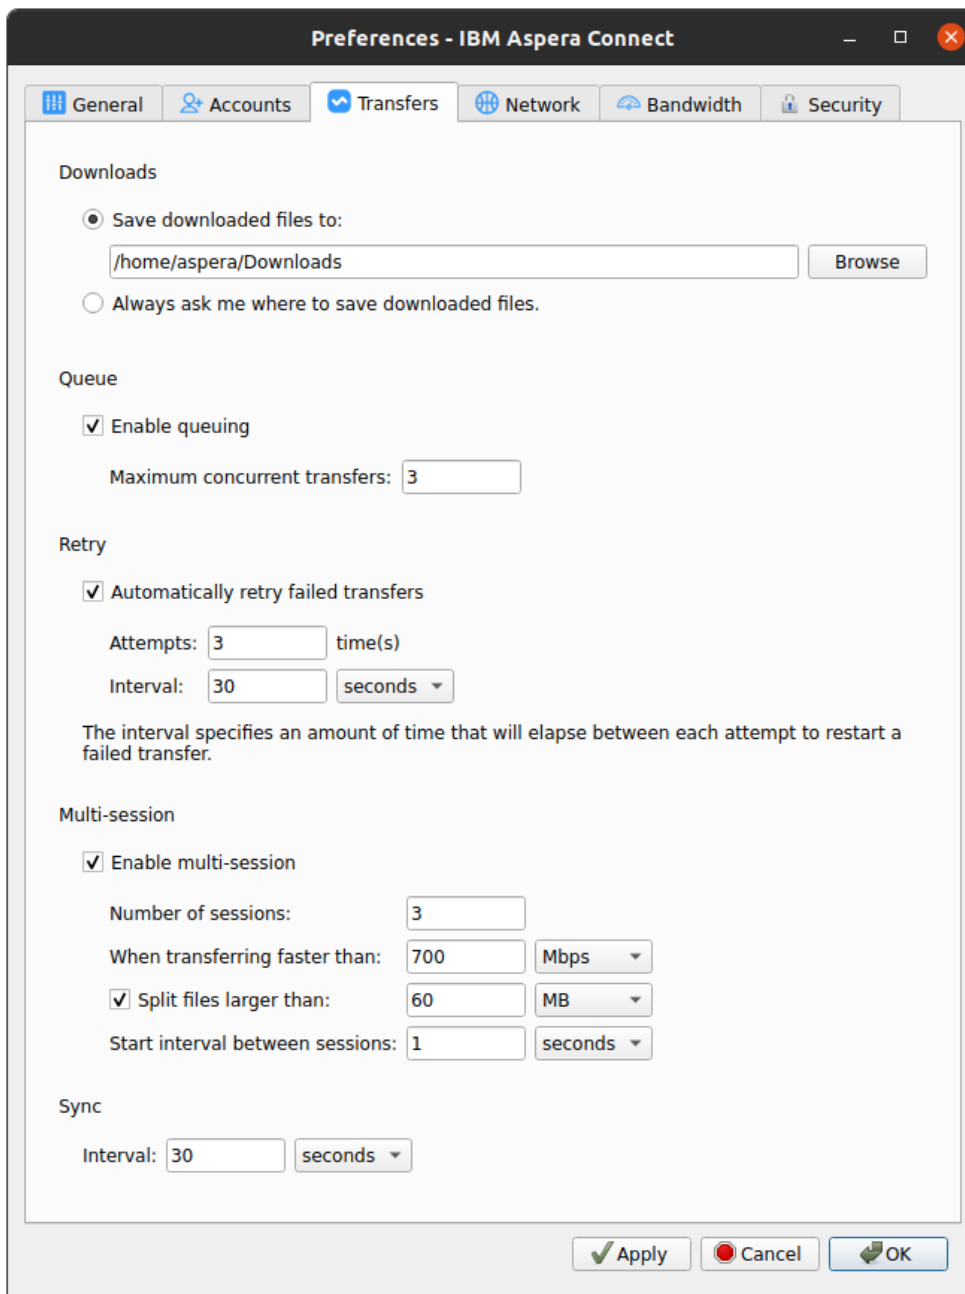 Preferences - IBM Aspera Connect
General Accounts Transfers Network Bandwidth Security
Downloads
Save downloaded files to:
/home/aspera/Downloads Browse
Always ask me where to save downloaded files.
Queue
Enable queuing
Maximum concurrent transfers: 3
Retry
Automatically retry failed transfers
Attempts: 3 time(s)
Interval: 30 seconds
The interval specifies an amount of time that will elapse between each attempt to restart a
failed transfer.
Multi-session
Enable multi-session
Number of sessions: 3
When transferring faster than: 700 Mbps
Split files larger than: 60 MB
Start interval between sessions: 1 seconds
Sync
Interval: 30 seconds
Apply Cancel OK